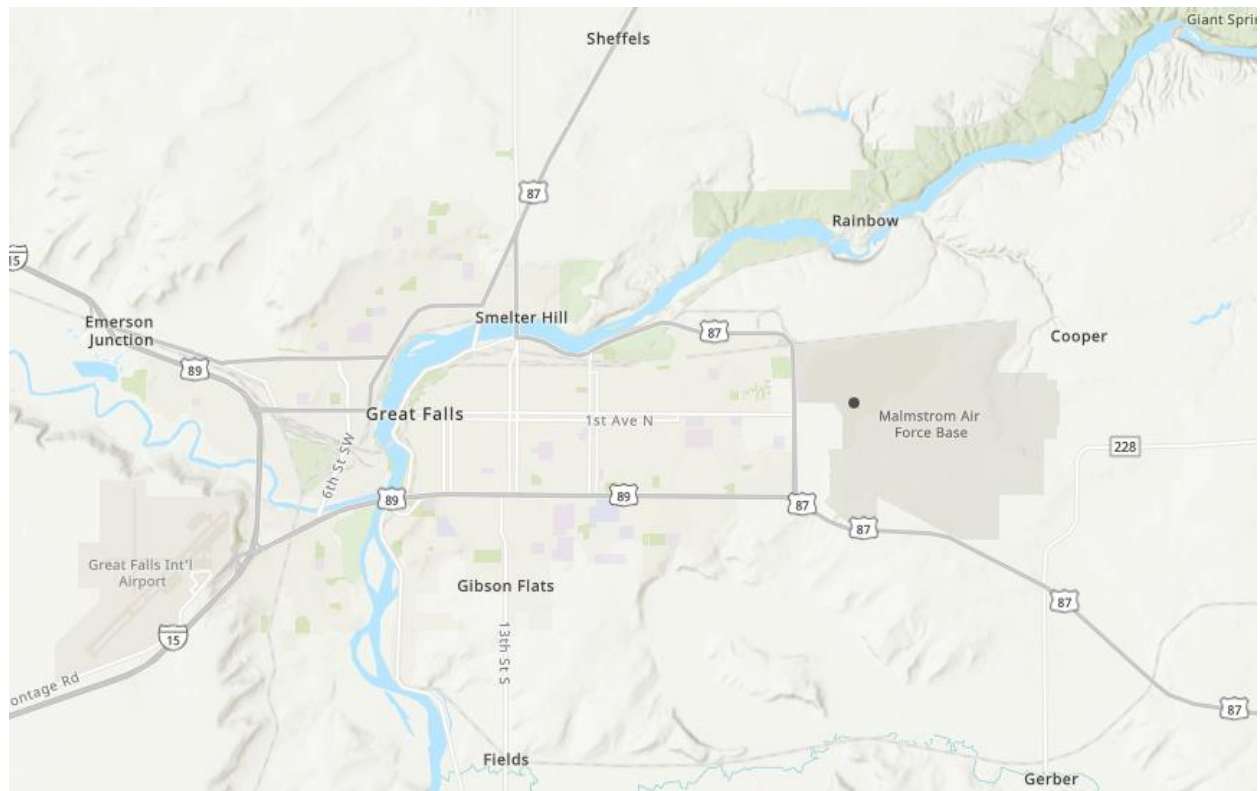 Giant Sprin
Sheffels
87
Rainbow
15
Smelter Hill
Emerson
Junction
87
Cooper
89
Great Falls
1st Ave N
Malmstrom Air
Force Base
228
6th St SW
89
89
87
87
Great Falls Int'l
Airport
Gibson Flats
87
15
13th St S
ontage Rd
87
Fields
Gerber